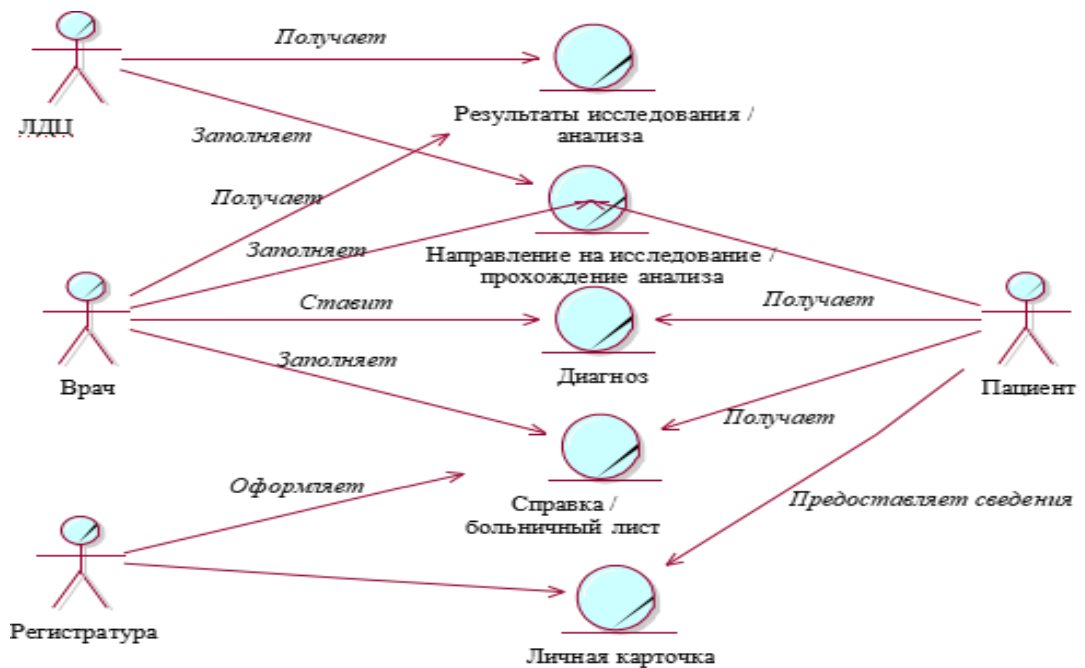 Получает
ЛДЦ
Результаты исследования /
анализа
Заполняет
Получает
Заполняет
Направление на исследование /
прохождение анализа
Ставит
Получает
Заполняет
Диагноз
Врач
Пациент
Получает
Оформляет
Предоставляет сведения
Справка /
больничный лист
Регистратура
Личная карточка